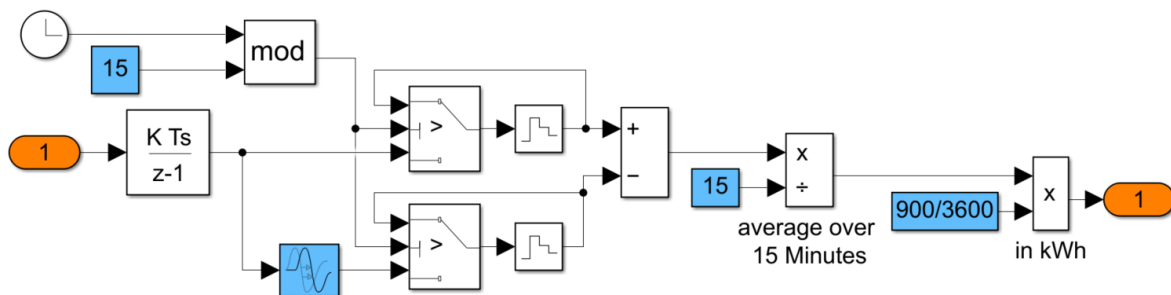 mod
15
1
K Ts
z-1
>
+
−
>
15
x
÷
average over
15 Minutes
900/3600
x
in kWh
1